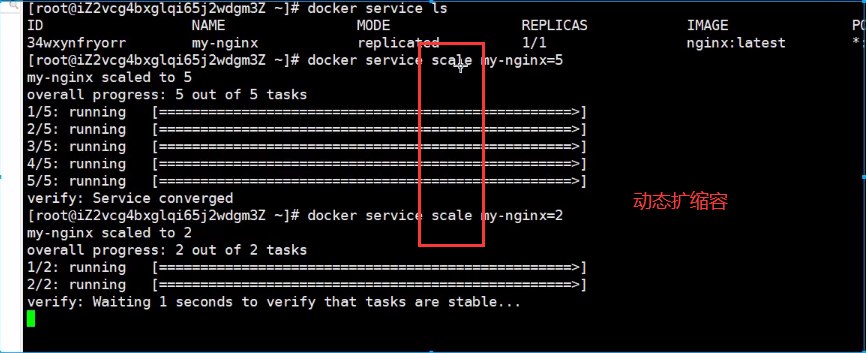 [root@iZ2vcg4bxglqi65j2wdgm3Z ~]# docker service ls
ID NAME MODE REPLICAS IMAGE PO
34wxynfryorr my-nginx replicated 1/1 nginx:latest *:
[root@iZ2vcg4bxglqi65j2wdgm3Z ~]# docker service scale my-nginx=5
my-nginx scaled to 5
overall progress: 5 out of 5 tasks
1/5: running [==================================================>]
2/5: running [==================================================>]
3/5: running [==================================================>]
4/5: running [==================================================>]
5/5: running [==================================================>]
verify: Service converged
[root@iZ2vcg4bxglqi65j2wdgm3Z ~]# docker service scale my-nginx=2
my-nginx scaled to 2
overall progress: 2 out of 2 tasks
1/2: running [==================================================>]
2/2: running [==================================================>]
verify: Waiting 1 seconds to verify that tasks are stable...
动态扩缩容